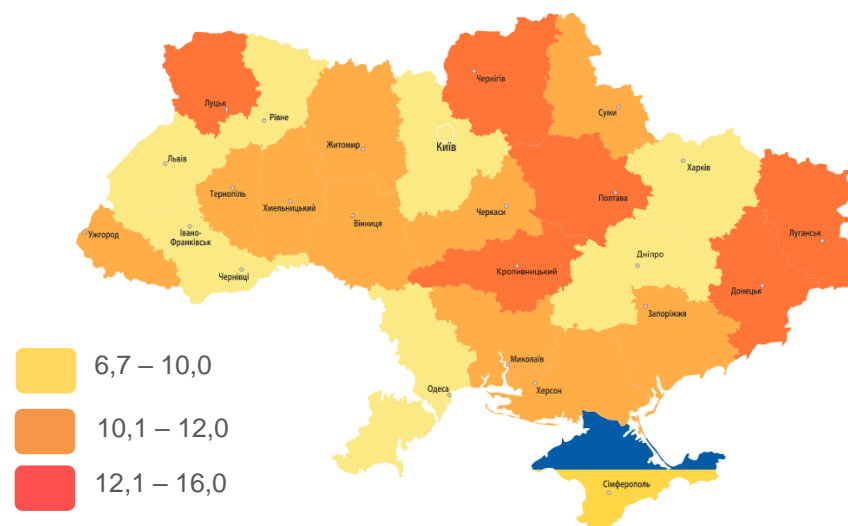 Чернігів
Луцьк
Суми
Рівне
Київ
Житомир
Львів
Харків
Тернопіль
Хмельницький
Полтава
Черкаси
Вінниця
Ужгород
Івано-
Франківськ
Луганськ
Чернівці
Дніпро
Кропивницький
Донецьк
Запоріжжя
Миколаїв
Одеса
Херсон
Сімферополь
6,7 – 10,0
10,1 – 12,0
12,1 – 16,0